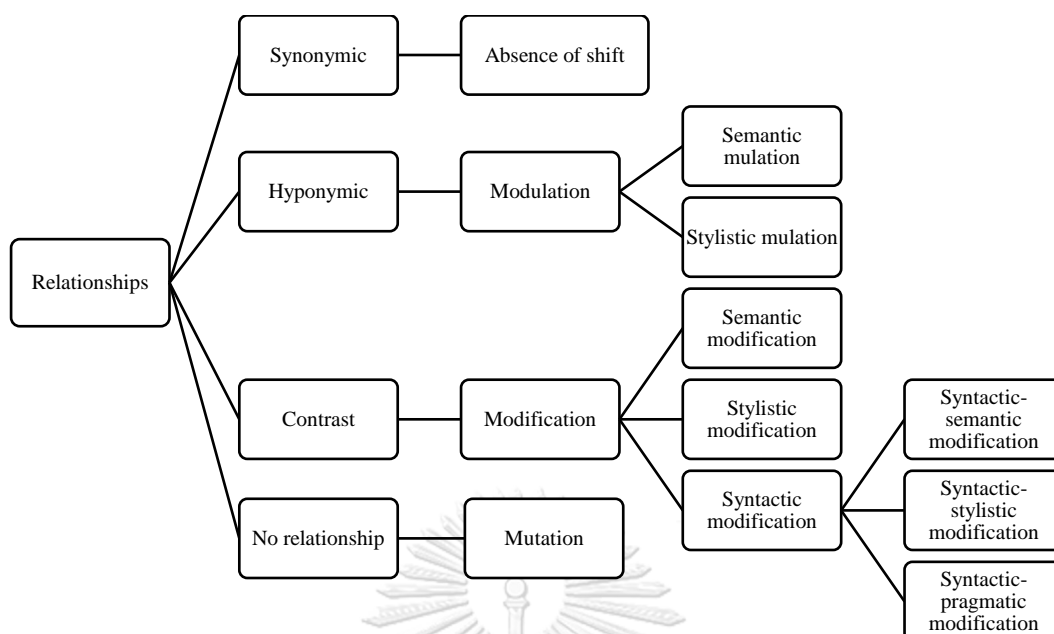 Relationships
Synonymic
Absence of shift
Hyponymic
Modulation
Semantic
mulation
Stylistic mulation
Contrast
Modification
Semantic
modification
Stylistic
modification
Syntactic
modification
Syntactic-
semantic
modification
Syntactic-
stylistic
modification
Syntactic-
pragmatic
modification
No relationship
Mutation